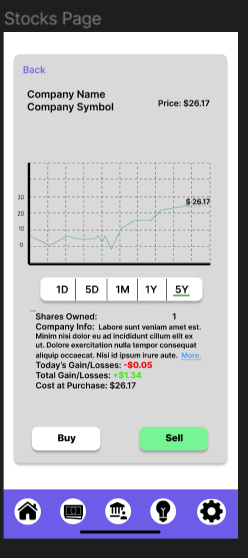 Stocks Page
Back
Company Name
Company Symbol
Price: $26.17
$ 26.17
30
20
10
0
1D 5D 1M 1Y 5Y
Shares Owned: 1
Company Info: Labore sunt veniam amet est.
Minim nisi dolor eu ad incididunt cillum elit ex
ut. Dolore exercitation nulla tempor consequat
aliquip occaecat. Nisi id ipsum irure aute. More.
Today's Gain/Losses: -$0.05
Total Gain/Losses: +$1.34
Cost at Purchase: $26.17
Buy
Sell